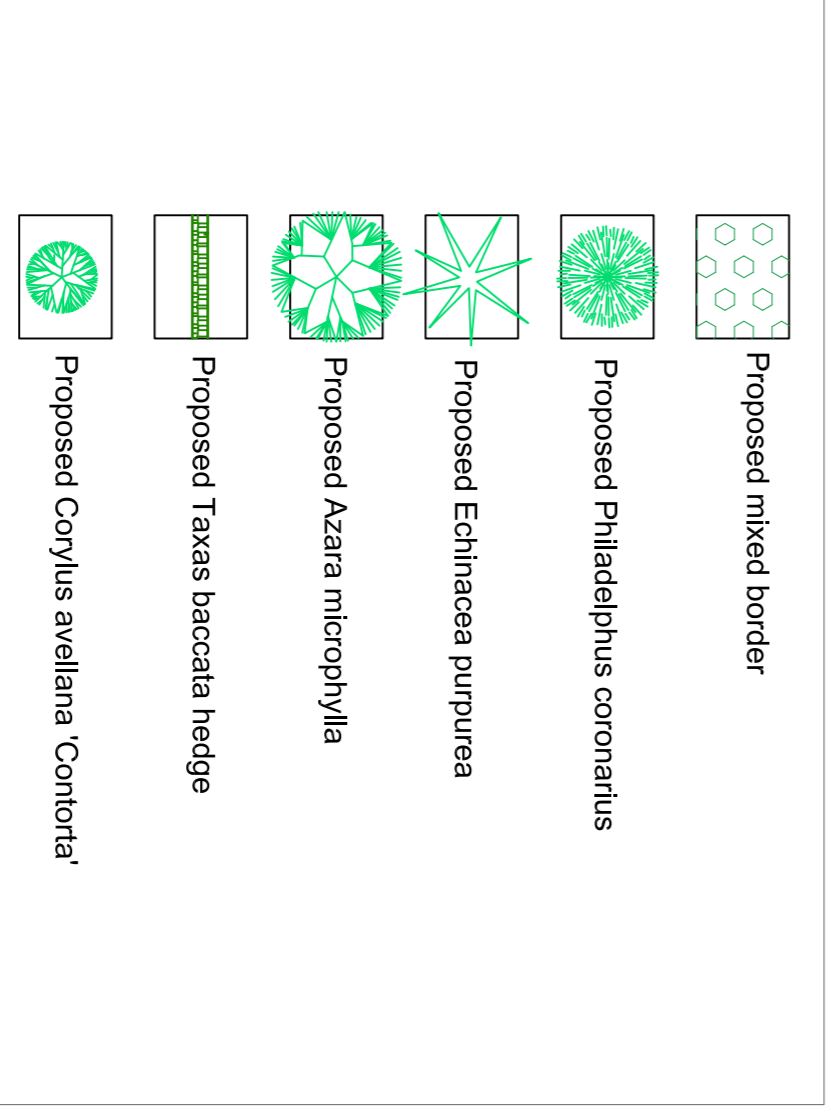 Proposed mixed border
Proposed Philadelphus coronarius
Proposed Echinacea purpurea
Proposed Azara microphylla
Proposed Taxas baccata hedge
Proposed Corylus avellana 'Contorta'